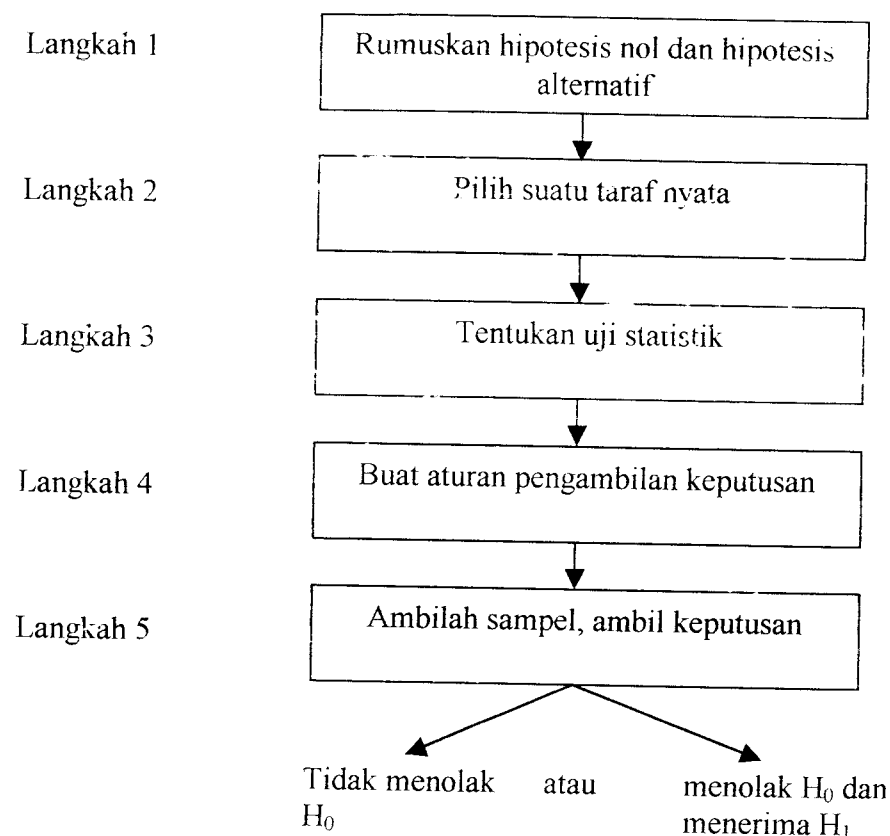 Langkah 1
Rumuskan hipotesis nol dan hipotesis
alternatif
Langkah 2
Pilih suatu taraf nyata
Langkah 3
Tentukan uji statistik
Langkah 4
Buat aturan pengambilan keputusan
Langkah 5
Ambilah sampel, ambil keputusan
Tidak menolak atau menolak H₀ dan
H₀ menerima H₁